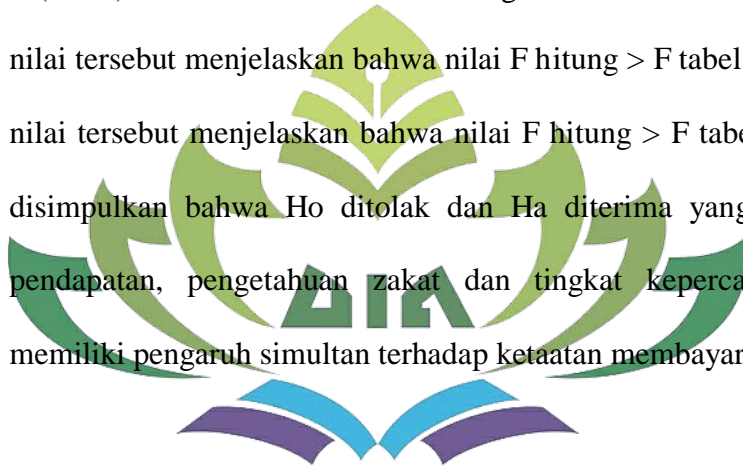 nilai tersebut menjelaskan bahwa nilai F hitung > F tabel
nilai tersebut menjelaskan bahwa nilai F hitung > F tabe
disimpulkan bahwa Ho ditolak dan Ha diterima yang
pendapatan, pengetahuan zakat dan tingkat keperca
memiliki pengaruh simultan terhadap ketaatan membayar